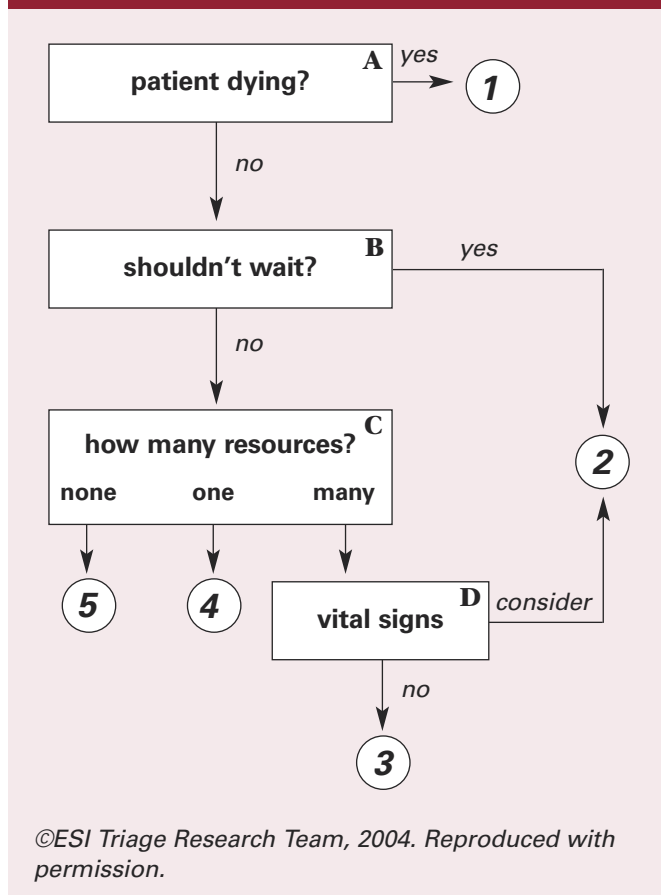 A
yes
patient dying?
1
no
B
shouldn't wait?
yes
no
C
how many resources?
none one many
2
5
4
D
vital signs
consider
no
3
©ESI Triage Research Team, 2004. Reproduced with
permission.